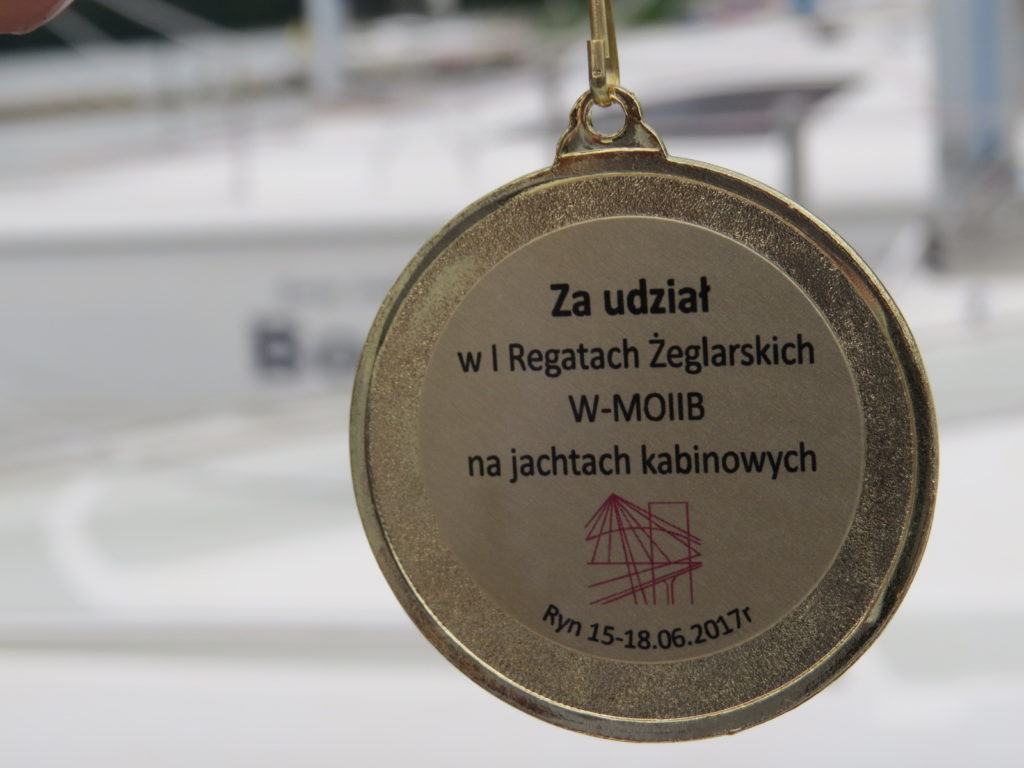 Za udział
w I Regatach Żeglarskich
W-MOIIB
na jachtach kabinowych
Ryn 15-18.06.2017r